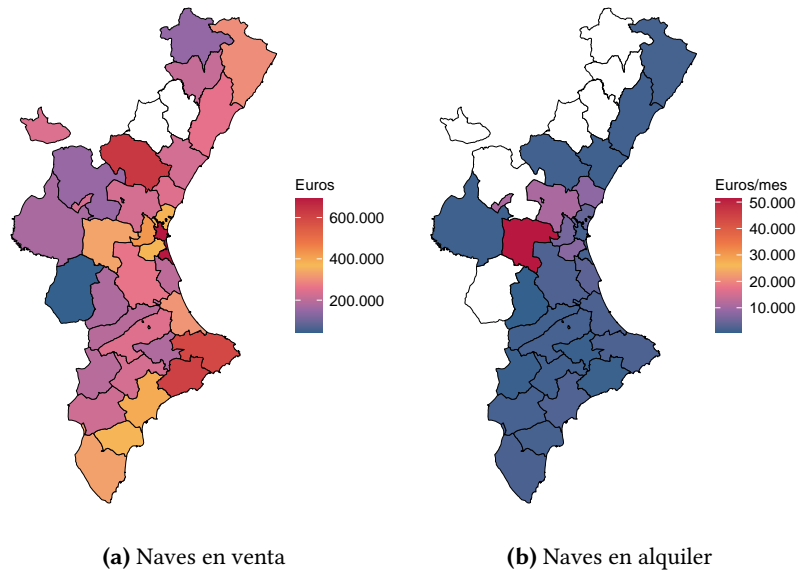 Euros
600.000
400.000
200.000
Euros/mes
50.000
40.000
30.000
20.000
10.000
(a) Naves en venta
(b) Naves en alquiler